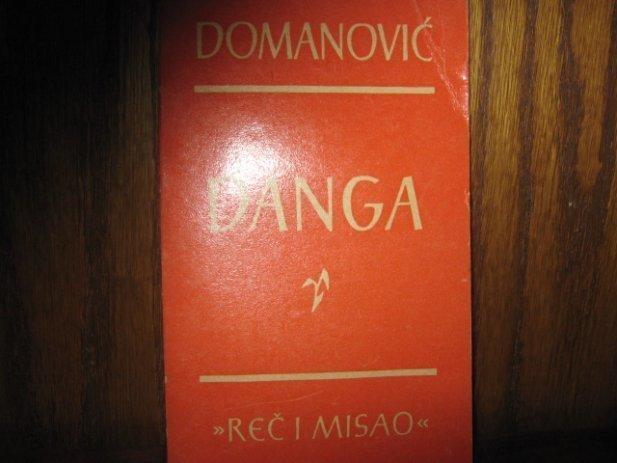 DOMANOVIĆ
DANGA
»REČ I MISAO«